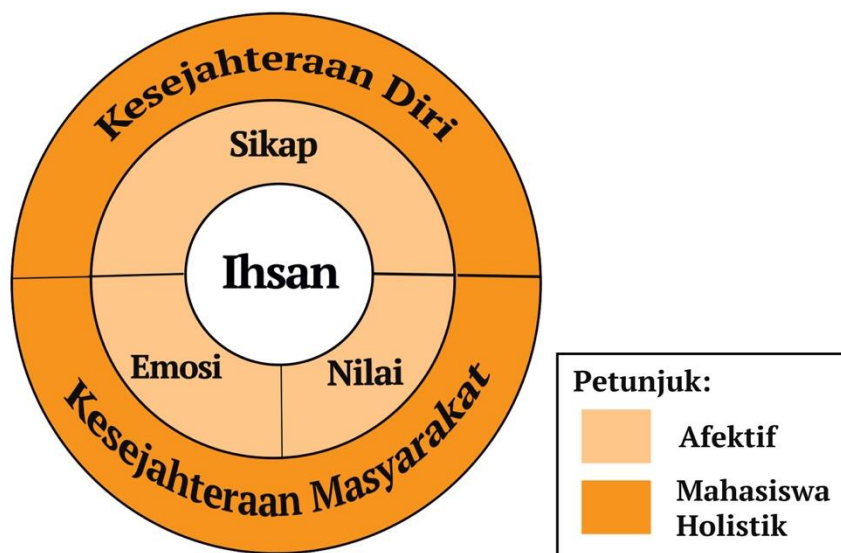 Kesejahteraan Diri
Sikap
Ihsan
Emosi
Nilai
Kesejahteraan Masyarakat
Petunjuk:
Afektif
Mahasiswa
Holistik